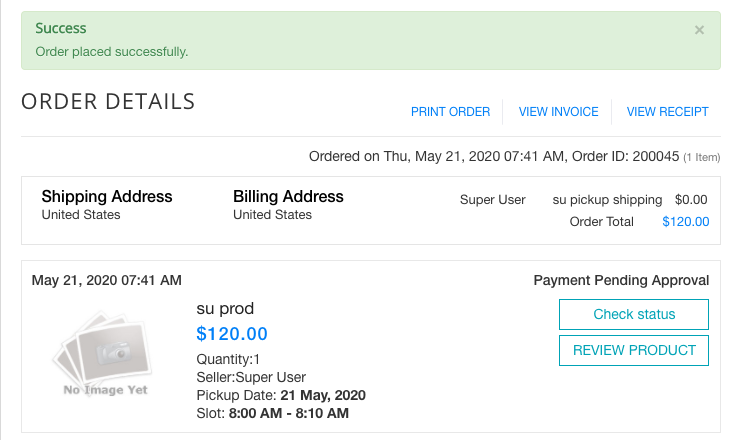 Success
×
Order placed successfully.
ORDER DETAILS
PRINT ORDER
VIEW INVOICE
VIEW RECEIPT
Ordered on Thu, May 21, 2020 07:41 AM, Order ID: 200045 (1 Item)
Shipping Address
United States
Billing Address
United States
Super User su pickup shipping $0.00
Order Total $120.00
May 21, 2020 07:41 AM
Payment Pending Approval
No Image Yet
su prod
$120.00
Quantity:1
Seller:Super User
Pickup Date: 21 May, 2020
Slot: 8:00 AM - 8:10 AM
Check status
REVIEW PRODUCT